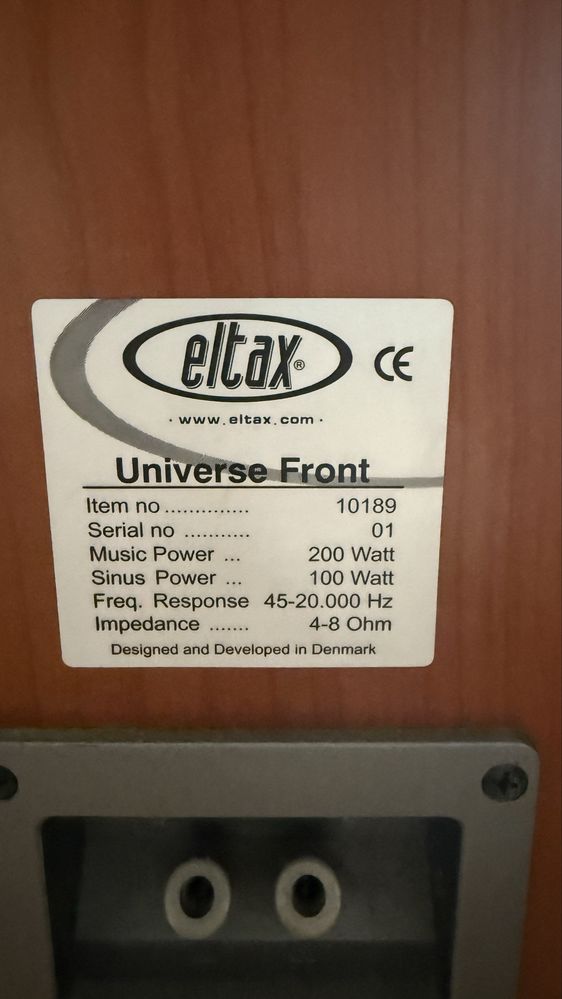 eltax®
CE
· www.eltax.com ·
Universe Front
Item no .............. 10189
Serial no ........... 01
Music Power ... 200 Watt
Sinus Power ... 100 Watt
Freq. Response 45-20.000 Hz
Impedance ....... 4-8 Ohm
Designed and Developed in Denmark